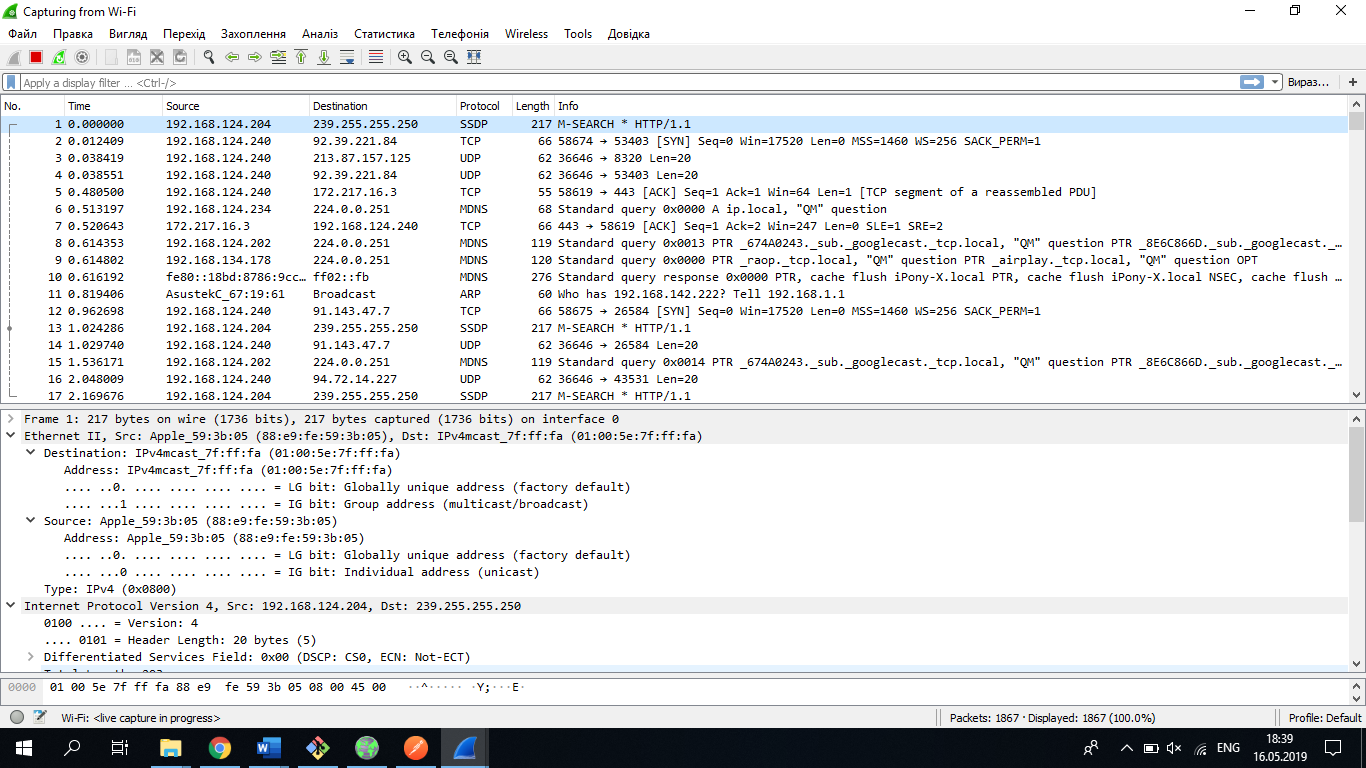 Capturing from Wi-Fi
Файл Правка Вигляд Перехід Захоплення Аналіз Статистика Телефонія Wireless Tools Довідка
Apply a display filter ... <Ctrl-/> Вираз... +
No. Time Source Destination Protocol Length Info
1 0.000000 192.168.124.204 239.255.255.250 SSDP 217 M-SEARCH * HTTP/1.1
2 0.012409 192.168.124.240 92.39.221.84 TCP 66 58674 → 53403 [SYN] Seq=0 Win=17520 Len=0 MSS=1460 WS=256 SACK_PERM=1
3 0.038419 192.168.124.240 213.87.157.125 UDP 62 36646 → 8320 Len=20
4 0.038551 192.168.124.240 92.39.221.84 UDP 62 36646 → 53403 Len=20
5 0.480500 192.168.124.240 172.217.16.3 TCP 55 58619 → 443 [ACK] Seq=1 Ack=1 Win=64 Len=1 [TCP segment of a reassembled PDU]
6 0.513197 192.168.124.234 224.0.0.251 MDNS 68 Standard query 0x0000 A ip.local, "QM" question
7 0.520643 172.217.16.3 192.168.124.240 TCP 66 443 → 58619 [ACK] Seq=1 Ack=2 Win=247 Len=0 SLE=1 SRE=2
8 0.614353 192.168.124.202 224.0.0.251 MDNS 119 Standard query 0x0013 PTR _674A0243._sub._googlecast._tcp.local, "QM" question PTR _8E6C866D._sub._googlecast._…
9 0.614802 192.168.134.178 224.0.0.251 MDNS 120 Standard query 0x0000 PTR _raop._tcp.local, "QM" question PTR _airplay._tcp.local, "QM" question OPT
10 0.616192 fe80::18bd:8786:9cc… ff02::fb MDNS 276 Standard query response 0x0000 PTR, cache flush iPony-X.local PTR, cache flush iPony-X.local NSEC, cache flush …
11 0.819406 AsustekC_67:19:61 Broadcast ARP 60 Who has 192.168.142.222? Tell 192.168.1.1
12 0.962698 192.168.124.240 91.143.47.7 TCP 66 58675 → 26584 [SYN] Seq=0 Win=17520 Len=0 MSS=1460 WS=256 SACK_PERM=1
13 1.024286 192.168.124.204 239.255.255.250 SSDP 217 M-SEARCH * HTTP/1.1
14 1.029740 192.168.124.240 91.143.47.7 UDP 62 36646 → 26584 Len=20
15 1.536171 192.168.124.202 224.0.0.251 MDNS 119 Standard query 0x0014 PTR _674A0243._sub._googlecast._tcp.local, "QM" question PTR _8E6C866D._sub._googlecast._…
16 2.048009 192.168.124.240 94.72.14.227 UDP 62 36646 → 43531 Len=20
17 2.169676 192.168.124.204 239.255.255.250 SSDP 217 M-SEARCH * HTTP/1.1
Frame 1: 217 bytes on wire (1736 bits), 217 bytes captured (1736 bits) on interface 0
Ethernet II, Src: Apple_59:3b:05 (88:e9:fe:59:3b:05), Dst: IPv4mcast_7f:ff:fa (01:00:5e:7f:ff:fa)
Destination: IPv4mcast_7f:ff:fa (01:00:5e:7f:ff:fa)
Address: IPv4mcast_7f:ff:fa (01:00:5e:7f:ff:fa)
.... ..0. .... .... .... .... = LG bit: Globally unique address (factory default)
.... ...1 .... .... .... .... = IG bit: Group address (multicast/broadcast)
Source: Apple_59:3b:05 (88:e9:fe:59:3b:05)
Address: Apple_59:3b:05 (88:e9:fe:59:3b:05)
.... ..0. .... .... .... .... = LG bit: Globally unique address (factory default)
.... ...0 .... .... .... .... = IG bit: Individual address (unicast)
Type: IPv4 (0x0800)
Internet Protocol Version 4, Src: 192.168.124.204, Dst: 239.255.255.250
0100 .... = Version: 4
.... 0101 = Header Length: 20 bytes (5)
Differentiated Services Field: 0x00 (DSCP: CS0, ECN: Not-ECT)
0000 01 00 5e 7f ff fa 88 e9 fe 59 3b 05 08 00 45 00 ··^····· ·Y;···E·
Wi-Fi: <live capture in progress> Packets: 1867 · Displayed: 1867 (100.0%) Profile: Default
ENG 18:39
16.05.2019